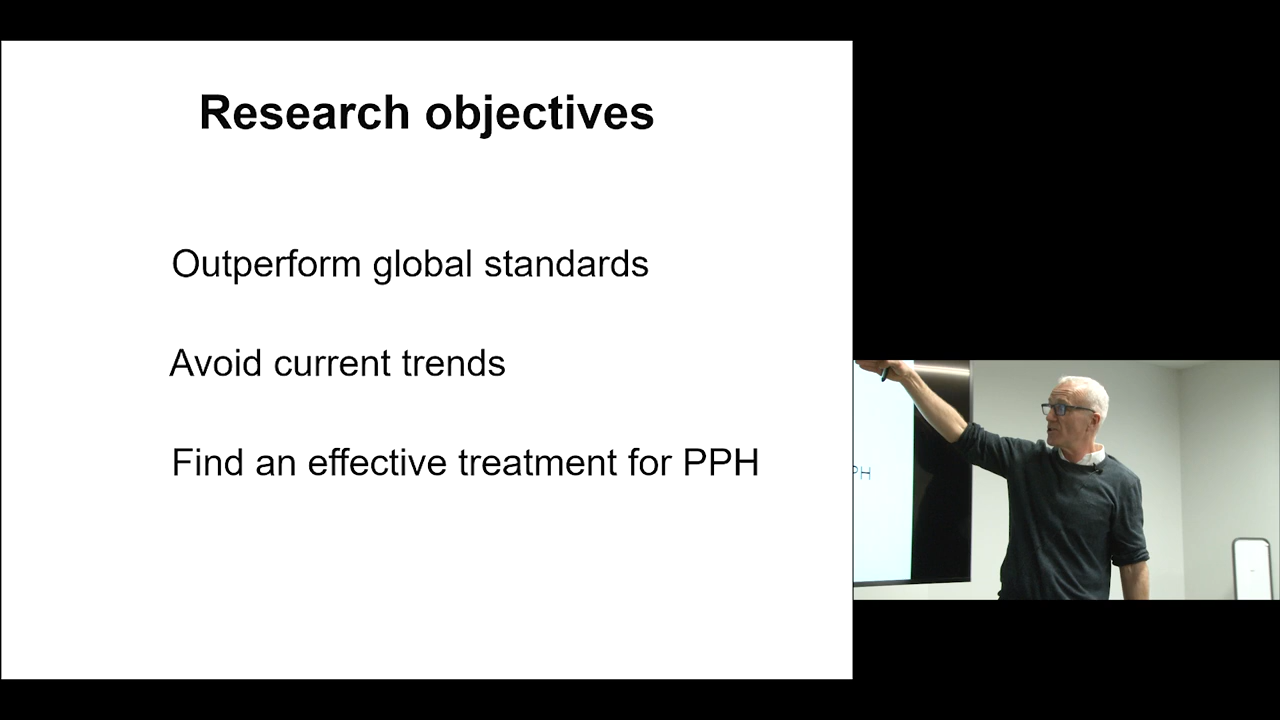 Research objectives
Outperform global standards
Avoid current trends
Find an effective treatment for PPH
PH